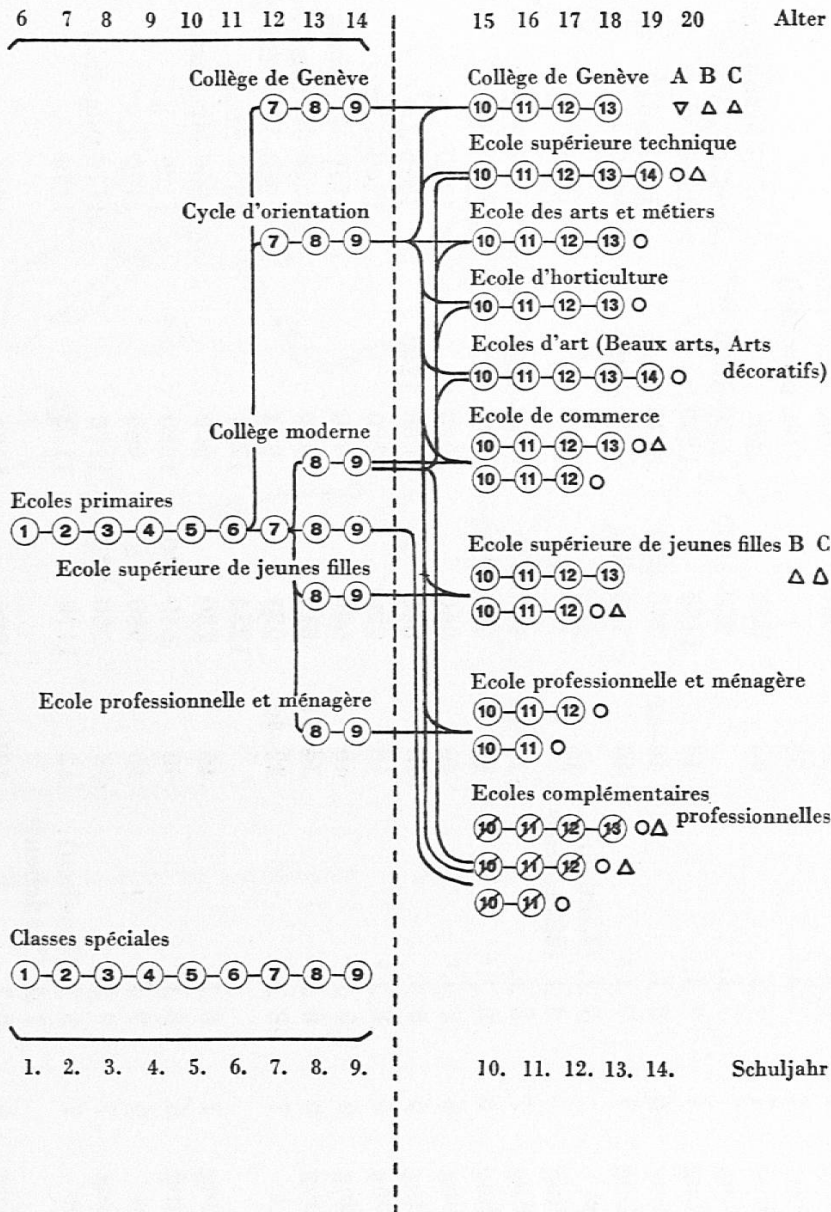 6 7 8 9 10 11 12 13 14 15 16 17 18 19 20 Alter
Collège de Genève
7 8 9
Collège de Genève A B C
10 11 12 13
Ecole supérieure technique
10 11 12 13 14
Cycle d'orientation
7 8 9
Ecole des arts et métiers
10 11 12 13
Ecole d'horticulture
10 11 12 13
Ecoles d'art (Beaux arts, Arts
décoratifs)
10 11 12 13 14
Collège moderne
8 9
Ecole de commerce
10 11 12 13
10 11 12
Ecoles primaires
1 2 3 4 5 6 7 8 9
Ecole supérieure de jeunes filles
8 9
Ecole supérieure de jeunes filles B C
10 11 12 13
10 11 12
Ecole professionnelle et ménagère
8 9
Ecole professionnelle et ménagère
10 11 12
10 11
Ecoles complémentaires
professionnelles
10 11 12 13
10 11 12
10 11
Classes spéciales
1 2 3 4 5 6 7 8 9
1. 2. 3. 4. 5. 6. 7. 8. 9. 10. 11. 12. 13. 14. Schuljahr